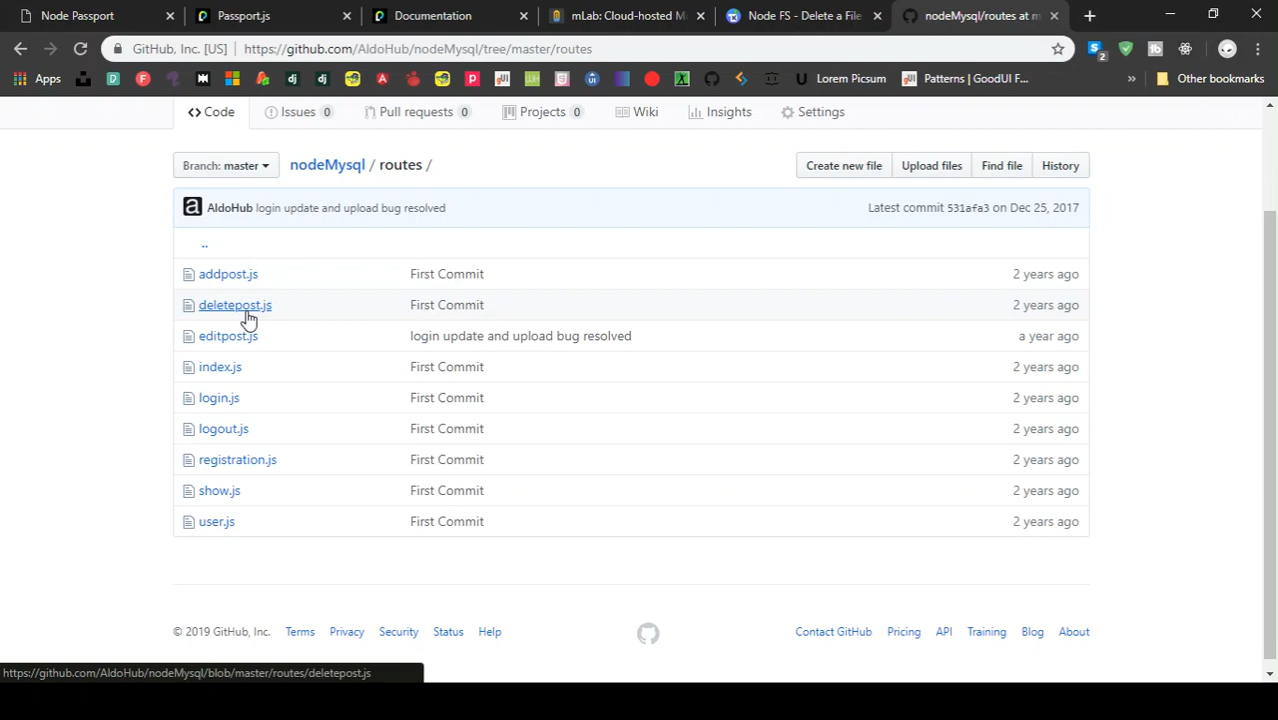 Node Passport
Passport.js
Documentation
mLab: Cloud-hosted M
Node FS - Delete a File
nodeMysql/routes at m
GitHub, Inc. [US] | https://github.com/AldoHub/nodeMysql/tree/master/routes
Apps
Lorem Picsum
Patterns | GoodUI F...
» Other bookmarks
<> Code
Issues 0
Pull requests 0
Projects 0
Wiki
Insights
Settings
Branch: master
nodeMysql / routes /
Create new file
Upload files
Find file
History
AldoHub login update and upload bug resolved
Latest commit 531afa3 on Dec 25, 2017
..
addpost.js First Commit 2 years ago
deletepost.js First Commit 2 years ago
editpost.js login update and upload bug resolved a year ago
index.js First Commit 2 years ago
login.js First Commit 2 years ago
logout.js First Commit 2 years ago
registration.js First Commit 2 years ago
show.js First Commit 2 years ago
user.js First Commit 2 years ago
© 2019 GitHub, Inc. Terms Privacy Security Status Help
Contact GitHub Pricing API Training Blog About
https://github.com/AldoHub/nodeMysql/blob/master/routes/deletepost.js